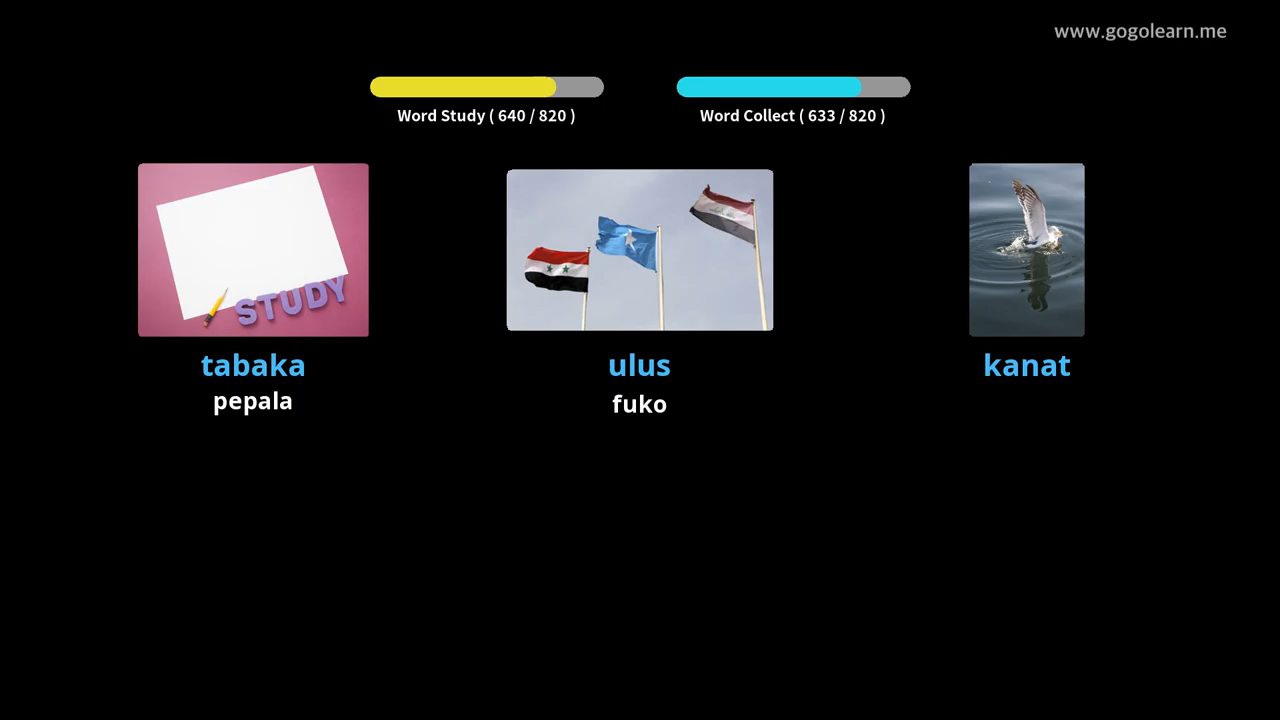 www.gogolearn.me
Word Study ( 640 / 820 )
Word Collect ( 633 / 820 )
STUDY
tabaka
pepala
ulus
fuko
kanat